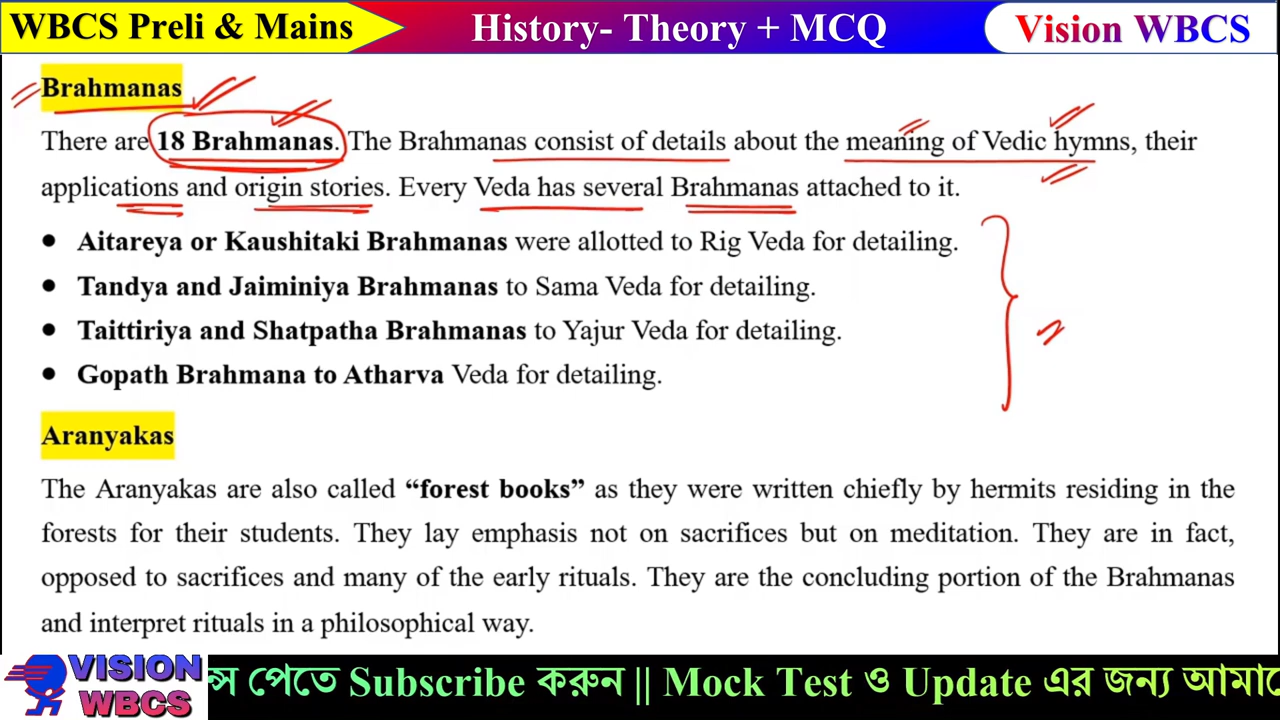 WBCS Preli & Mains
History- Theory + MCQ
Vision WBCS
Brahmanas
There are 18 Brahmanas. The Brahmanas consist of details about the meaning of Vedic hymns, their
applications and origin stories. Every Veda has several Brahmanas attached to it.
● Aitareya or Kaushitaki Brahmanas were allotted to Rig Veda for detailing.
● Tandya and Jaiminiya Brahmanas to Sama Veda for detailing.
● Taittiriya and Shatpatha Brahmanas to Yajur Veda for detailing.
● Gopath Brahmana to Atharva Veda for detailing.
Aranyakas
The Aranyakas are also called “forest books” as they were written chiefly by hermits residing in the
forests for their students. They lay emphasis not on sacrifices but on meditation. They are in fact,
opposed to sacrifices and many of the early rituals. They are the concluding portion of the Brahmanas
and interpret rituals in a philosophical way.
VISION
WBCS
পেতে Subscribe করুন || Mock Test ও Update এর জন্য